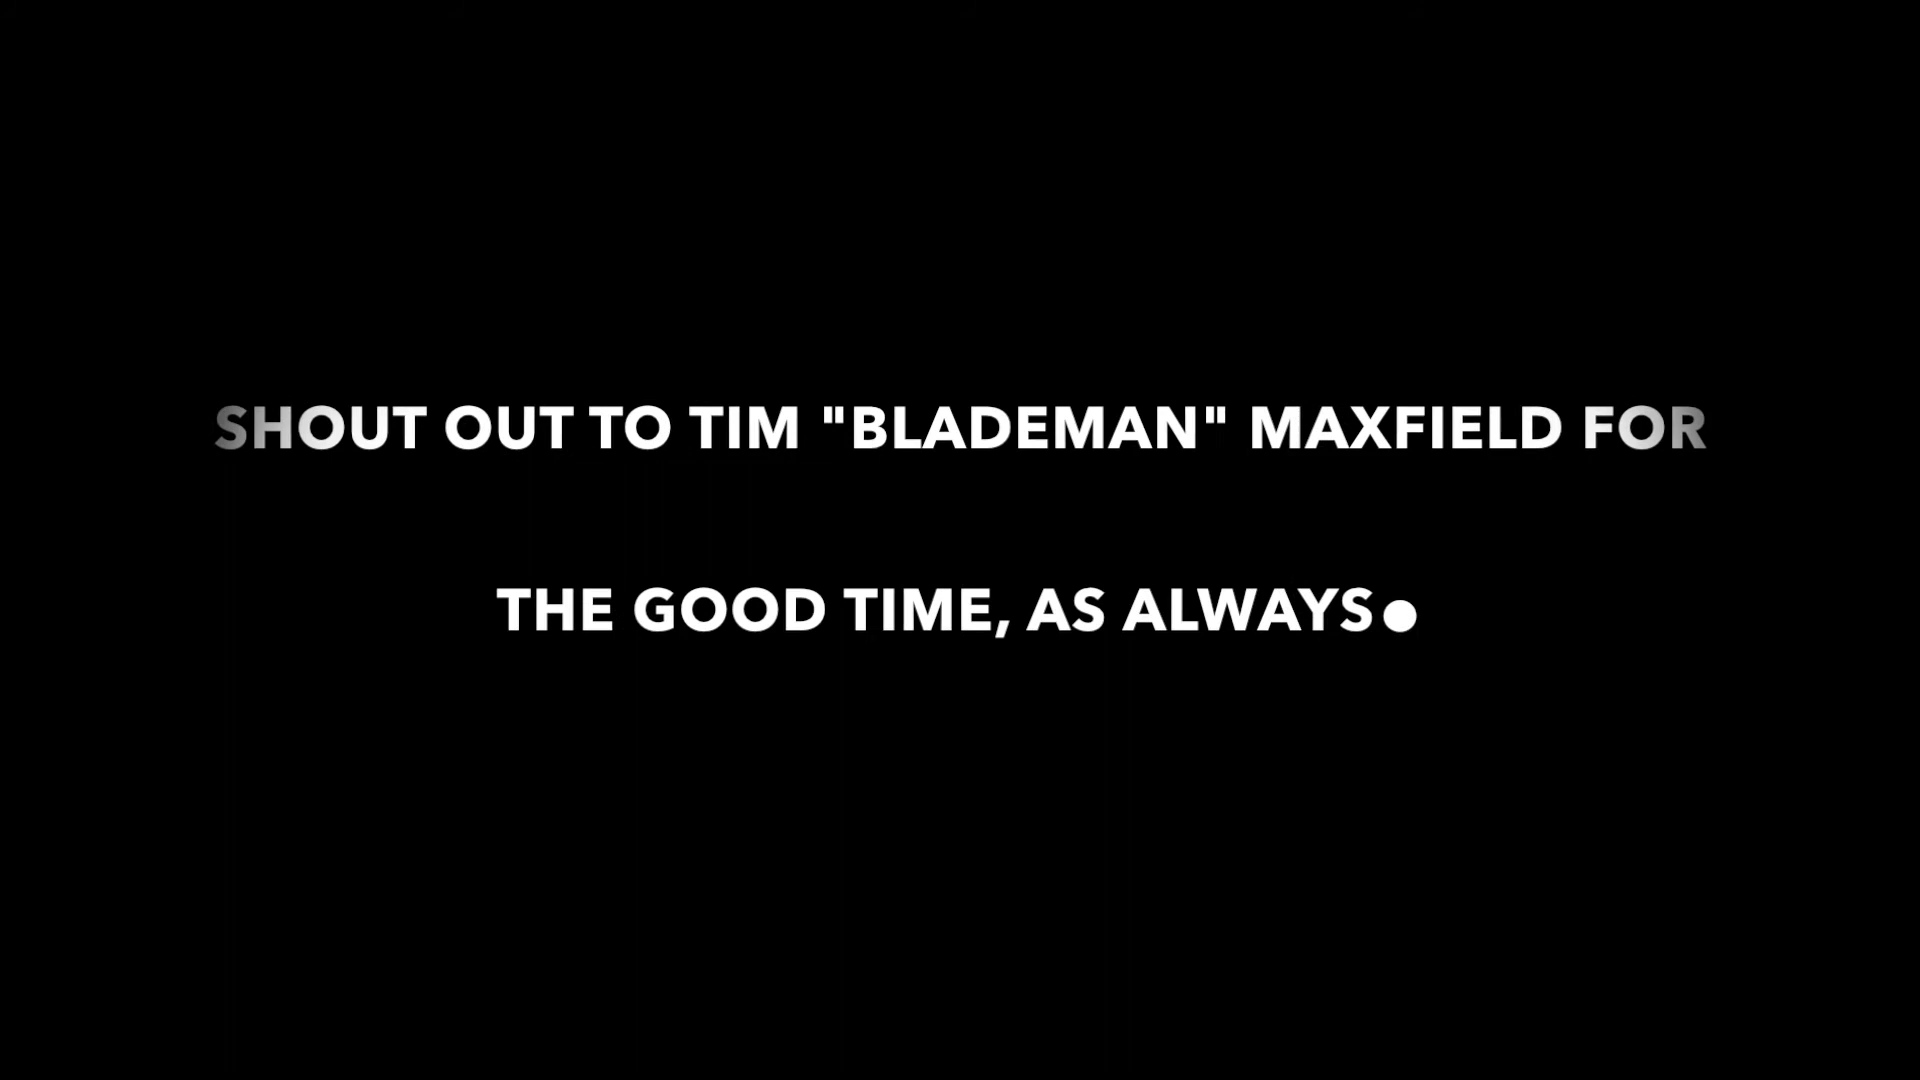 SHOUT OUT TO TIM "BLADEMAN" MAXFIELD FOR
THE GOOD TIME, AS ALWAYS.